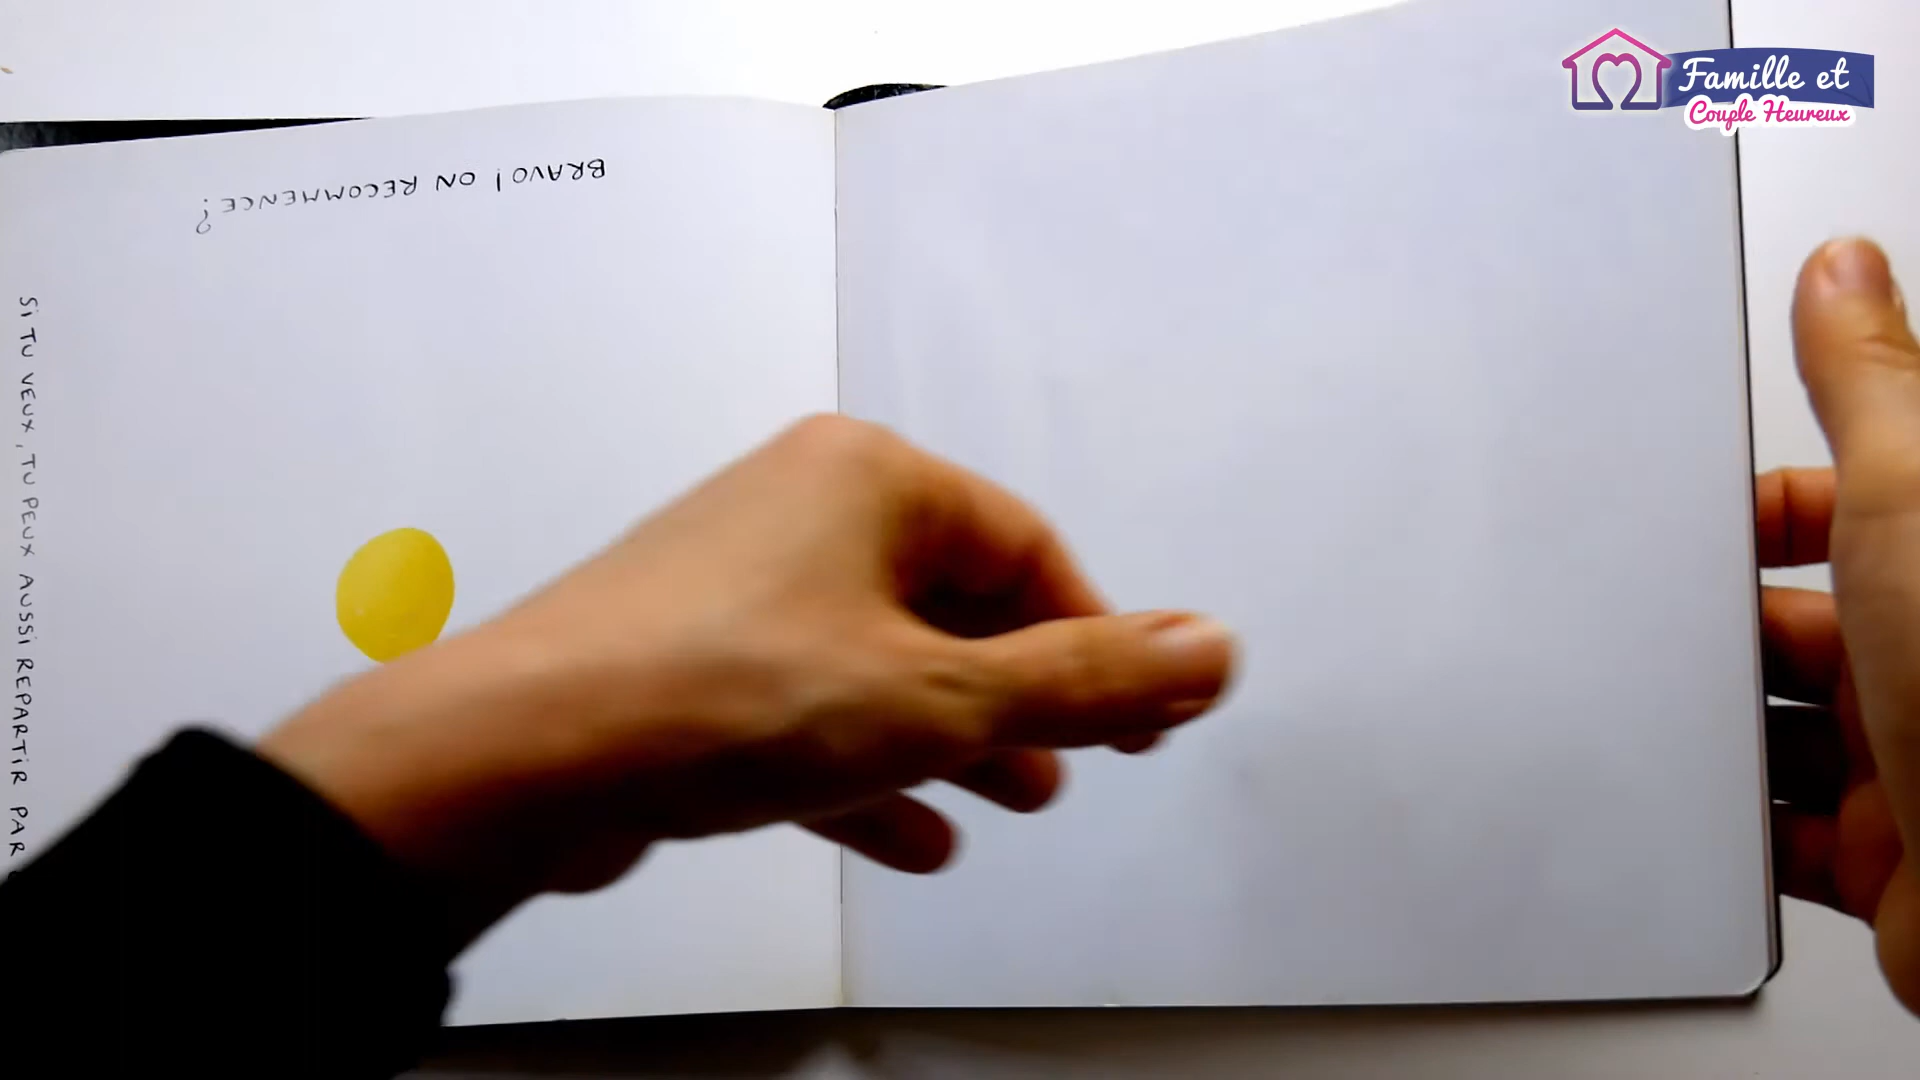 BRAVO! ON RECOMMENCE?
Si TU VEUX, TU PEUX AUSSi REPARTiR PAR
Famille et
Couple Heureux